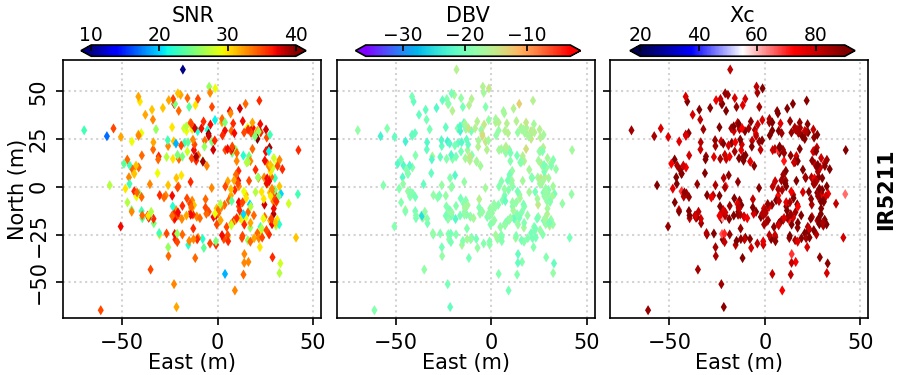 SNR DBV Xc
10 20 30 40 −30 −20 −10 20 40 60 80
North (m)
50
25
0
−25
−50
−50 0 50 −50 0 50 −50 0 50
East (m) East (m) East (m)
IR5211